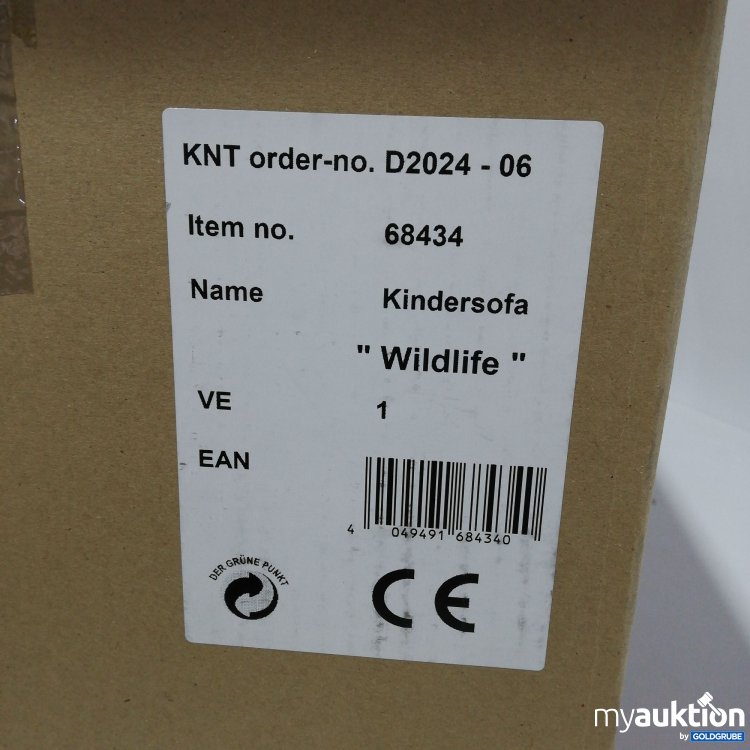 KNT order-no. D2024 - 06
Item no. 68434
Name Kindersofa
" Wildlife "
VE 1
EAN
4 049491 684340
DER GRÜNE PUNKT
CE
myauktion
by GOLDGRUBE